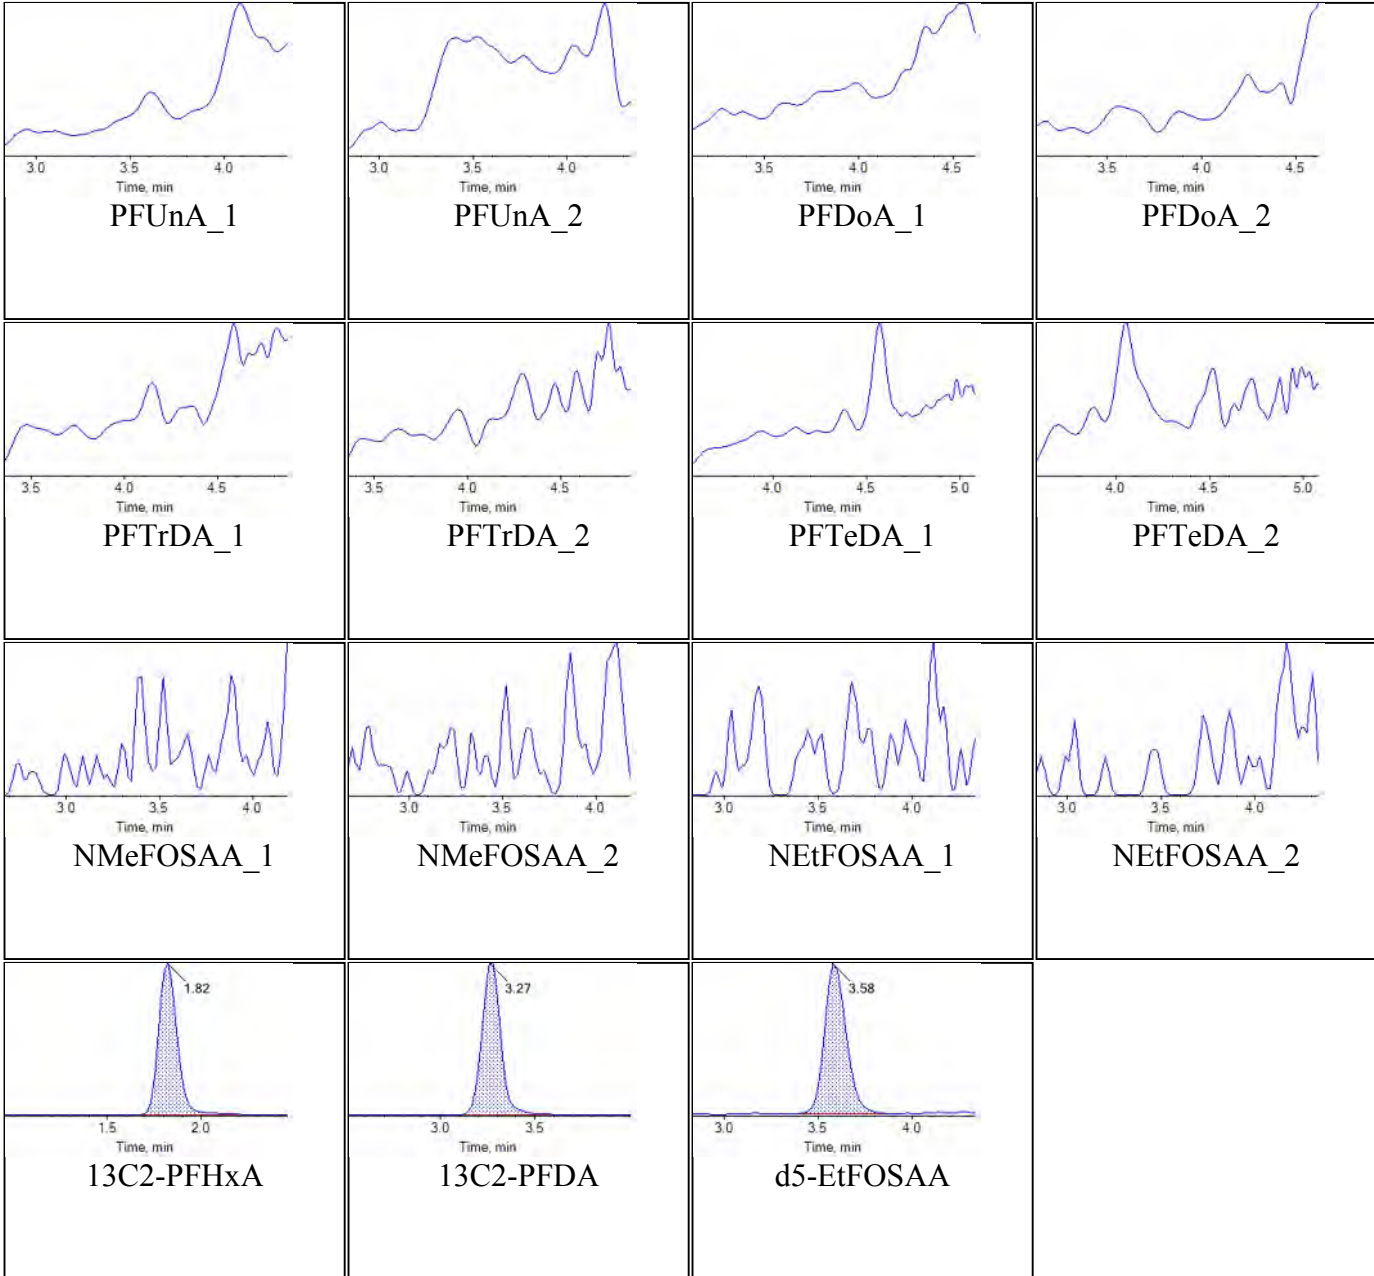 3.0 3.5 4.0
Time, min
PFUnA_1
3.0 3.5 4.0
Time, min
PFUnA_2
3.5 4.0 4.5
Time, min
PFDoA_1
3.5 4.0 4.5
Time, min
PFDoA_2
3.5 4.0 4.5
Time, min
PFTrDA_1
3.5 4.0 4.5
Time, min
PFTrDA_2
4.0 4.5 5.0
Time, min
PFTeDA_1
4.0 4.5 5.0
Time, min
PFTeDA_2
3.0 3.5 4.0
Time, min
NMeFOSAA_1
3.0 3.5 4.0
Time, min
NMeFOSAA_2
3.0 3.5 4.0
Time, min
NEtFOSAA_1
3.0 3.5 4.0
Time, min
NEtFOSAA_2
1.82
1.5 2.0
Time, min
13C2-PFHxA
3.27
3.0 3.5
Time, min
13C2-PFDA
3.58
3.0 3.5 4.0
Time, min
d5-EtFOSAA